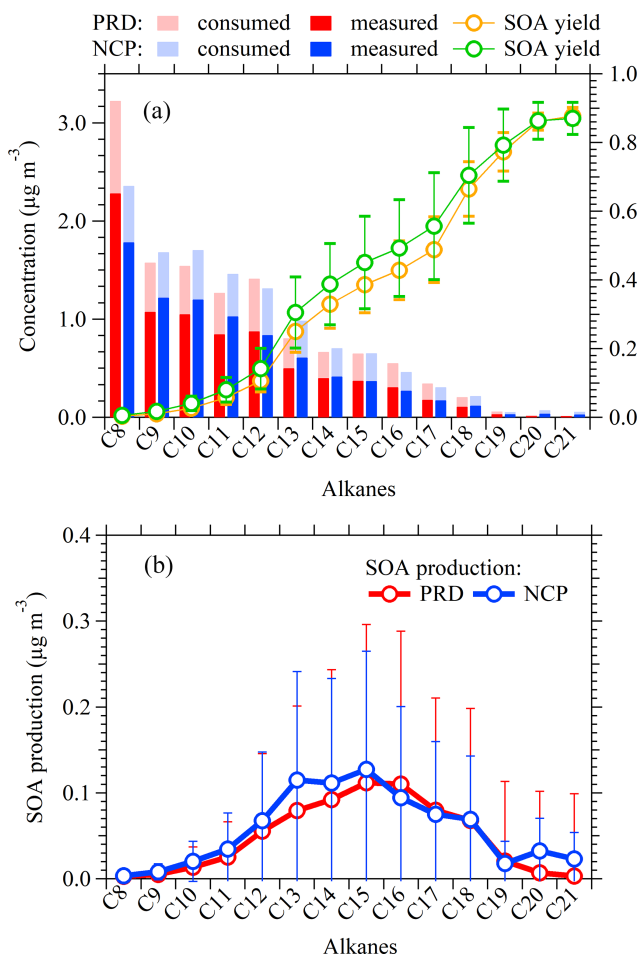 PRD: consumed measured SOA yield
NCP: consumed measured SOA yield
(a)
Concentration (μg m⁻³)
3.0
2.0
1.0
0.0
1.0
0.8
0.6
0.4
0.2
0.0
C8 C9 C10 C11 C12 C13 C14 C15 C16 C17 C18 C19 C20 C21
Alkanes
(b)
SOA production:
PRD NCP
SOA production (μg m⁻³)
0.4
0.3
0.2
0.1
0.0
C8 C9 C10 C11 C12 C13 C14 C15 C16 C17 C18 C19 C20 C21
Alkanes